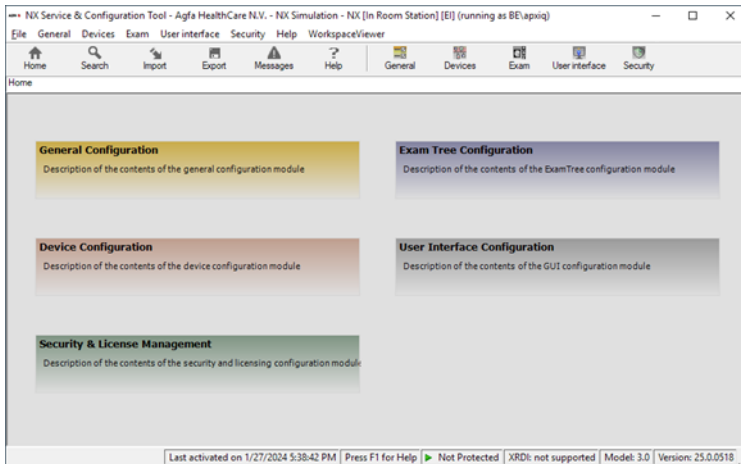 NX Service & Configuration Tool - Agfa HealthCare N.V. - NX Simulation - NX [In Room Station] [EI] (running as BE\apxiq)
File General Devices Exam User interface Security Help WorkspaceViewer
Home Search Import Export Messages Help General Devices Exam User interface Security
Home
General Configuration
Description of the contents of the general configuration module
Exam Tree Configuration
Description of the contents of the ExamTree configuration module
Device Configuration
Description of the contents of the device configuration module
User Interface Configuration
Description of the contents of the GUI configuration module
Security & License Management
Description of the contents of the security and licensing configuration module
Last activated on 1/27/2024 5:38:42 PM Press F1 for Help Not Protected XRDI: not supported Model: 3.0 Version: 25.0.0518